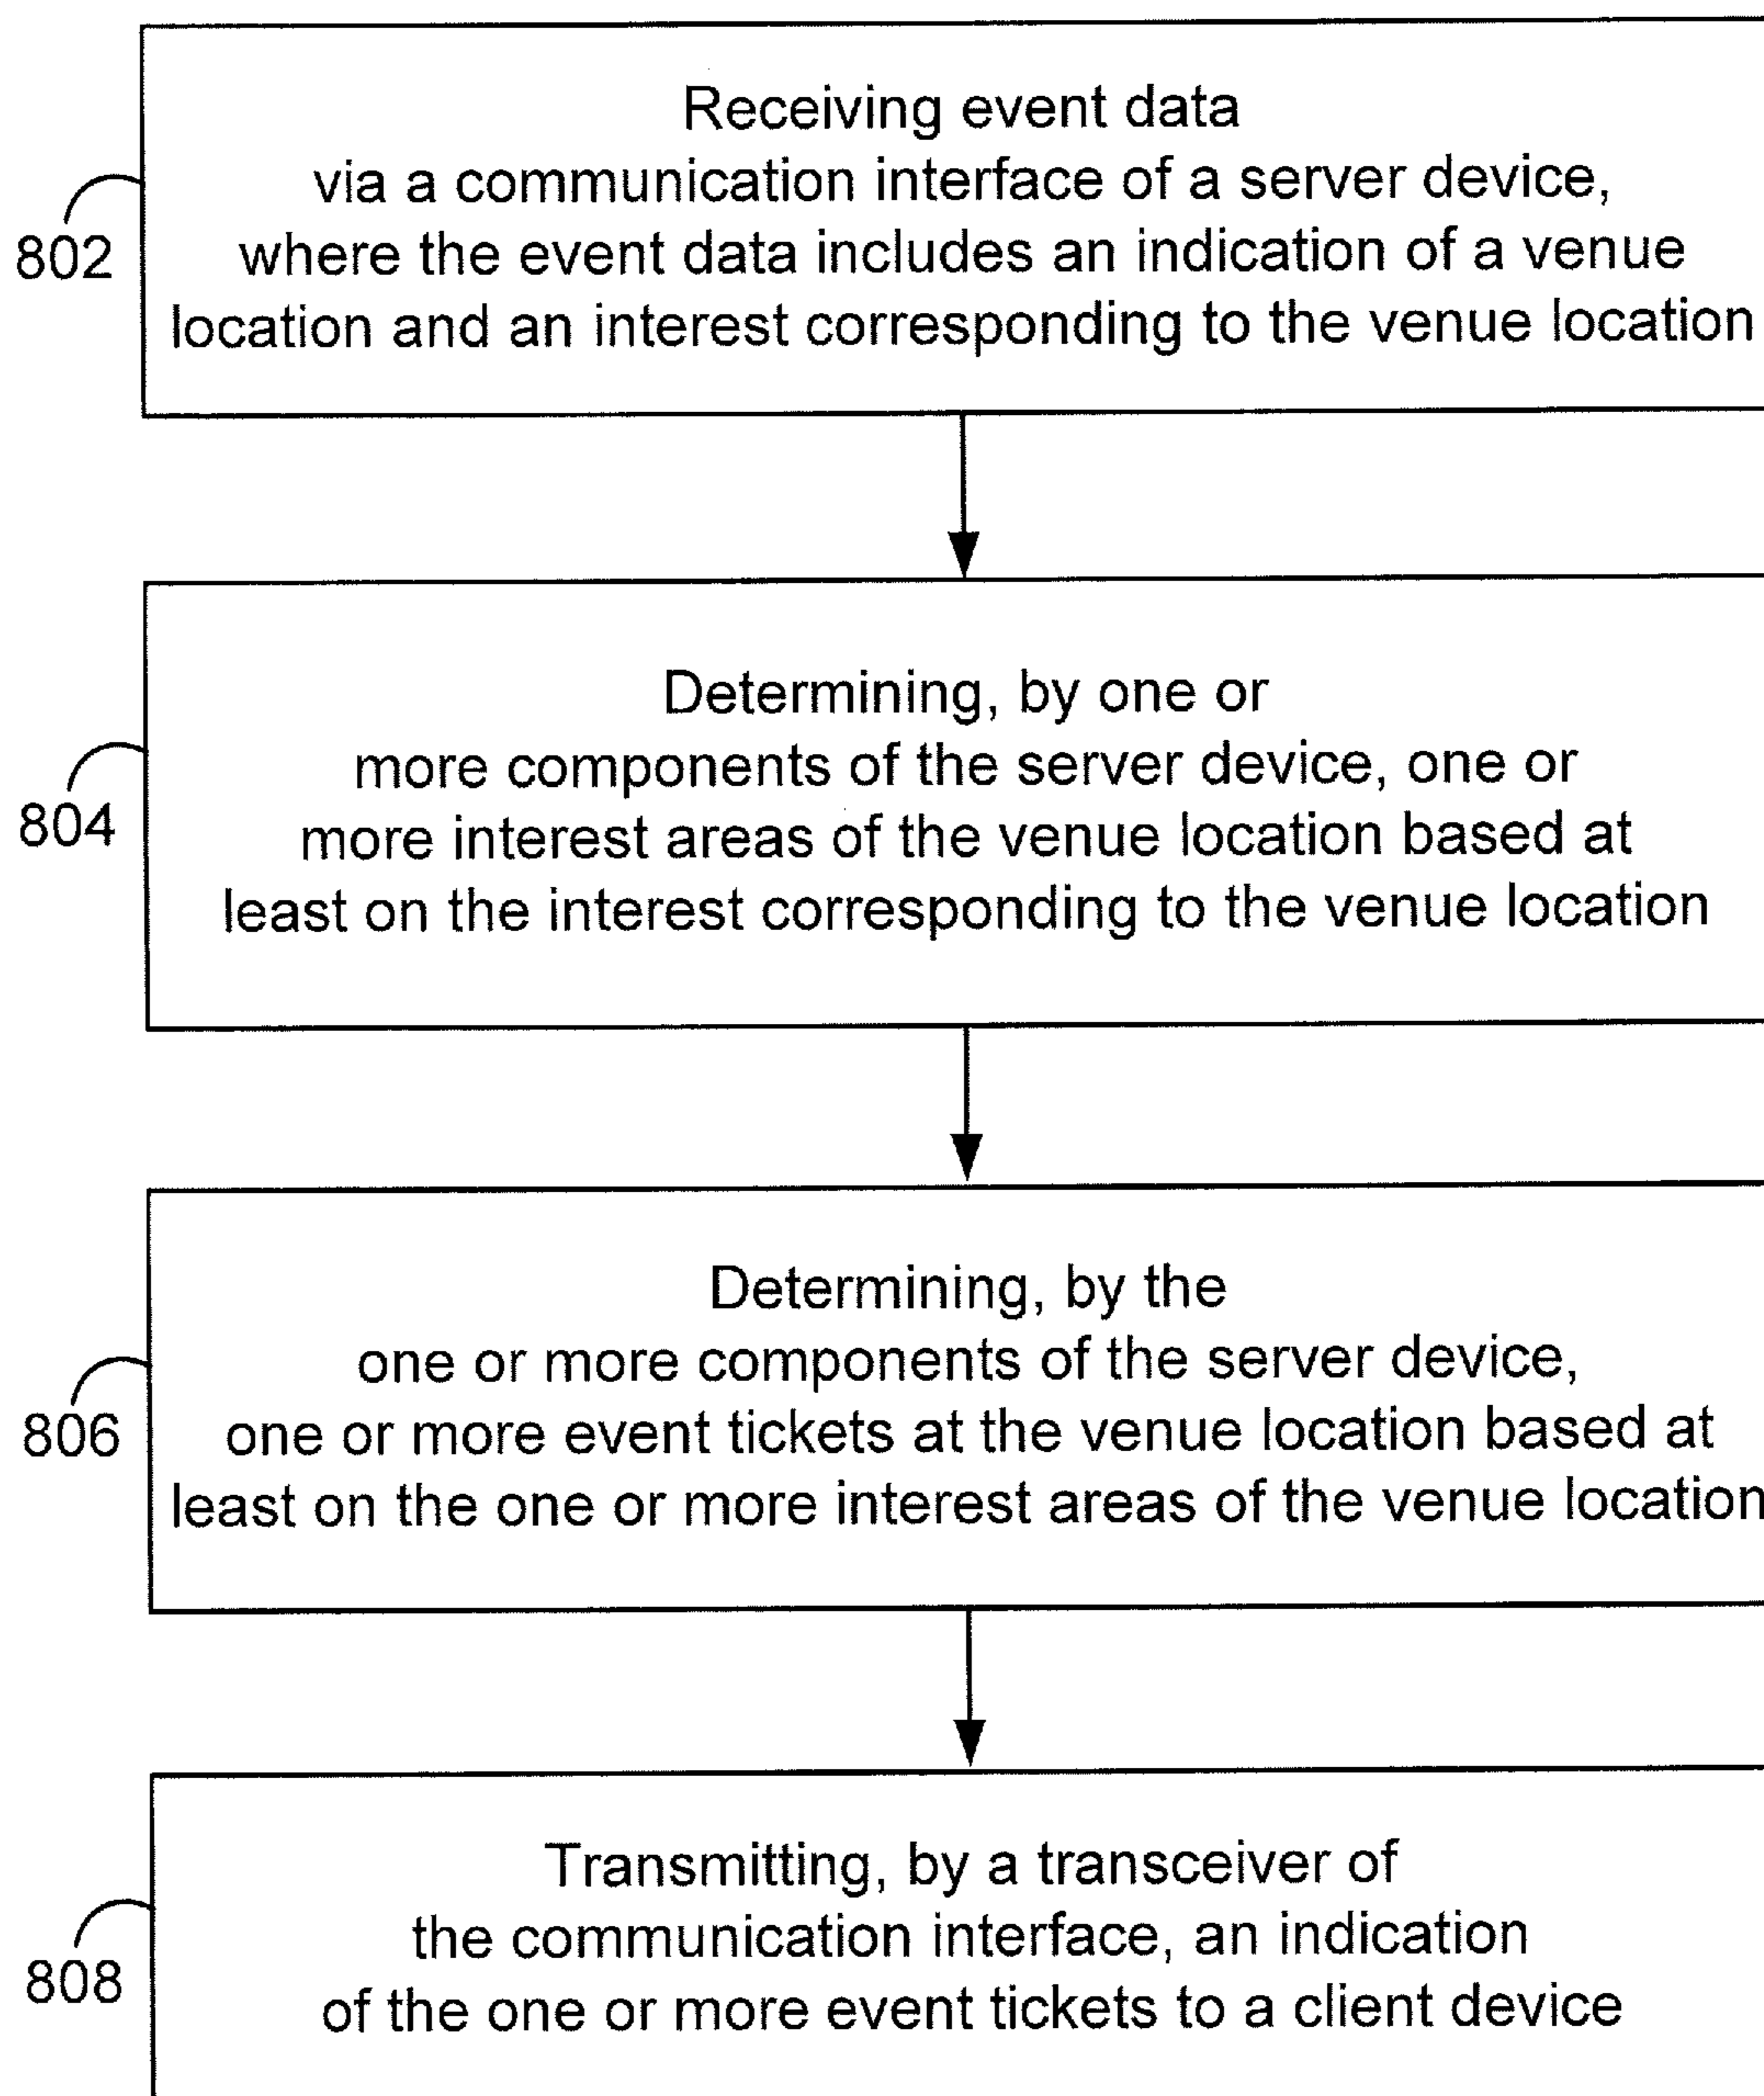 Receiving event data
via a communication interface of a server device,
where the event data includes an indication of a venue
location and an interest corresponding to the venue location
802
Determining, by one or
more components of the server device, one or
more interest areas of the venue location based at
least on the interest corresponding to the venue location
804
Determining, by the
one or more components of the server device,
one or more event tickets at the venue location based at
least on the one or more interest areas of the venue location
806
Transmitting, by a transceiver of
the communication interface, an indication
of the one or more event tickets to a client device
808